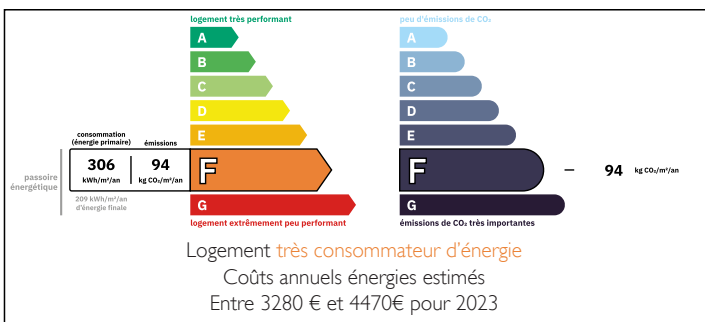 logement très performant
A
B
C
D
E
consommation
(énergie primaire)
émissions
306
kWh/m²/an
94
kg CO₂/m²/an
F
passoire
énergétique
209 kWh/m²/an
d'énergie finale
G
logement extrêmement peu performant
peu d'émissions de CO₂
A
B
C
D
E
F
94 kg CO₂/m²/an
G
émissions de CO₂ très importantes
Logement très consommateur d'énergie
Coûts annuels énergies estimés
Entre 3280 € et 4470€ pour 2023